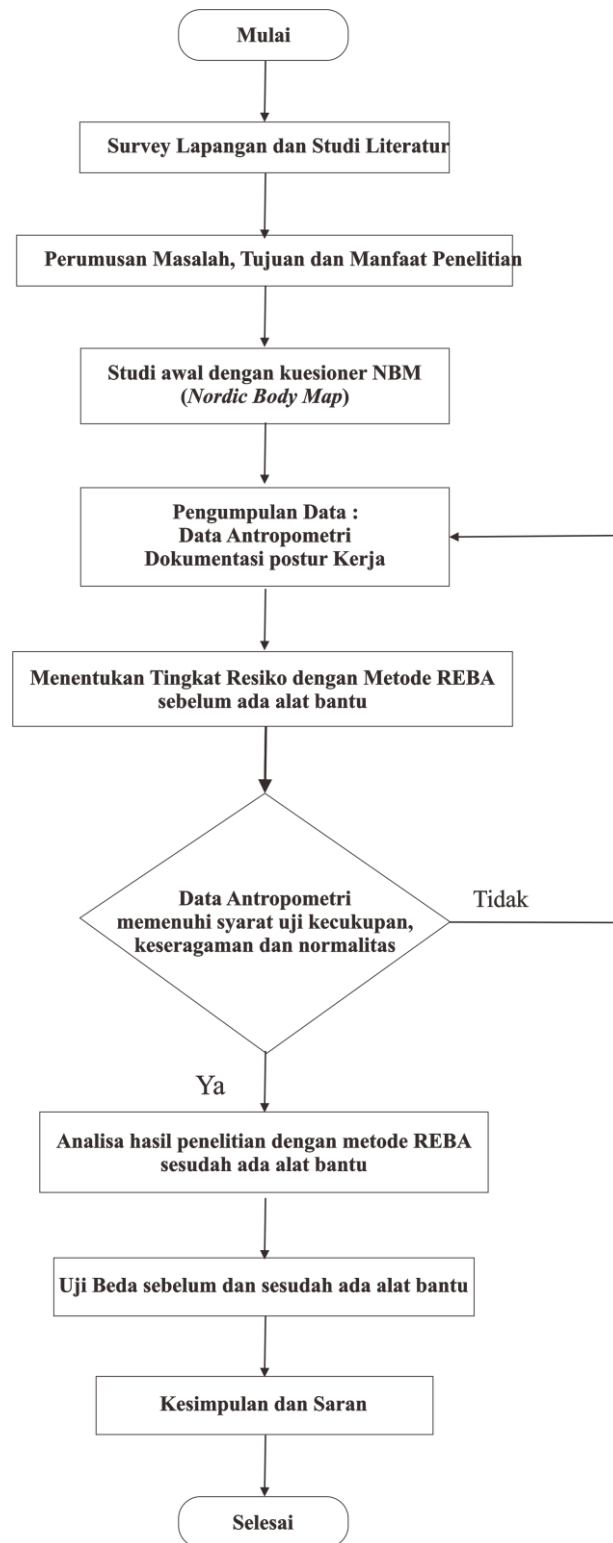 Mulai
Survey Lapangan dan Studi Literatur
Perumusan Masalah, Tujuan dan Manfaat Penelitian
Studi awal dengan kuesioner NBM
(Nordic Body Map)
Pengumpulan Data :
Data Antropometri
Dokumentasi postur Kerja
Menentukan Tingkat Resiko dengan Metode REBA
sebelum ada alat bantu
Data Antropometri
memenuhi syarat uji kecukupan,
keseragaman dan normalitas
Tidak
Ya
Analisa hasil penelitian dengan metode REBA
sesudah ada alat bantu
Uji Beda sebelum dan sesudah ada alat bantu
Kesimpulan dan Saran
Selesai